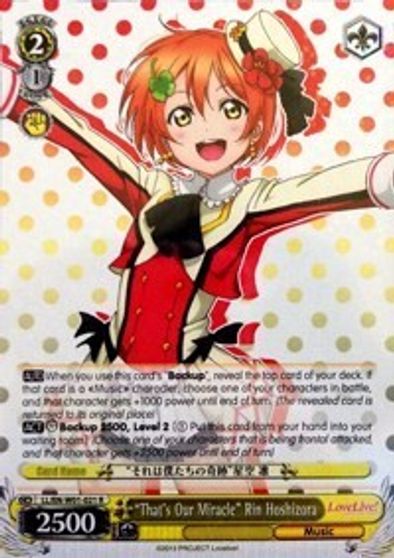 2
1
AUTO When you use this card's "Backup", reveal the top card of your deck. If
that card is a «Music» character, choose one of your characters in battle,
and that character gets +1000 power until end of turn. (The revealed card is
returned to its original place)
ACT Backup 2500, Level 2 (① Put this card from your hand into your
waiting room) (Choose one of your characters that is being frontal attacked,
and that character gets +2500 power until end of turn)
Card Name
"それは僕たちの奇跡"星空 凛
"That's Our Miracle" Rin Hoshizora
LoveLive!
2500
Music
©2013 PROJECT Lovelive!